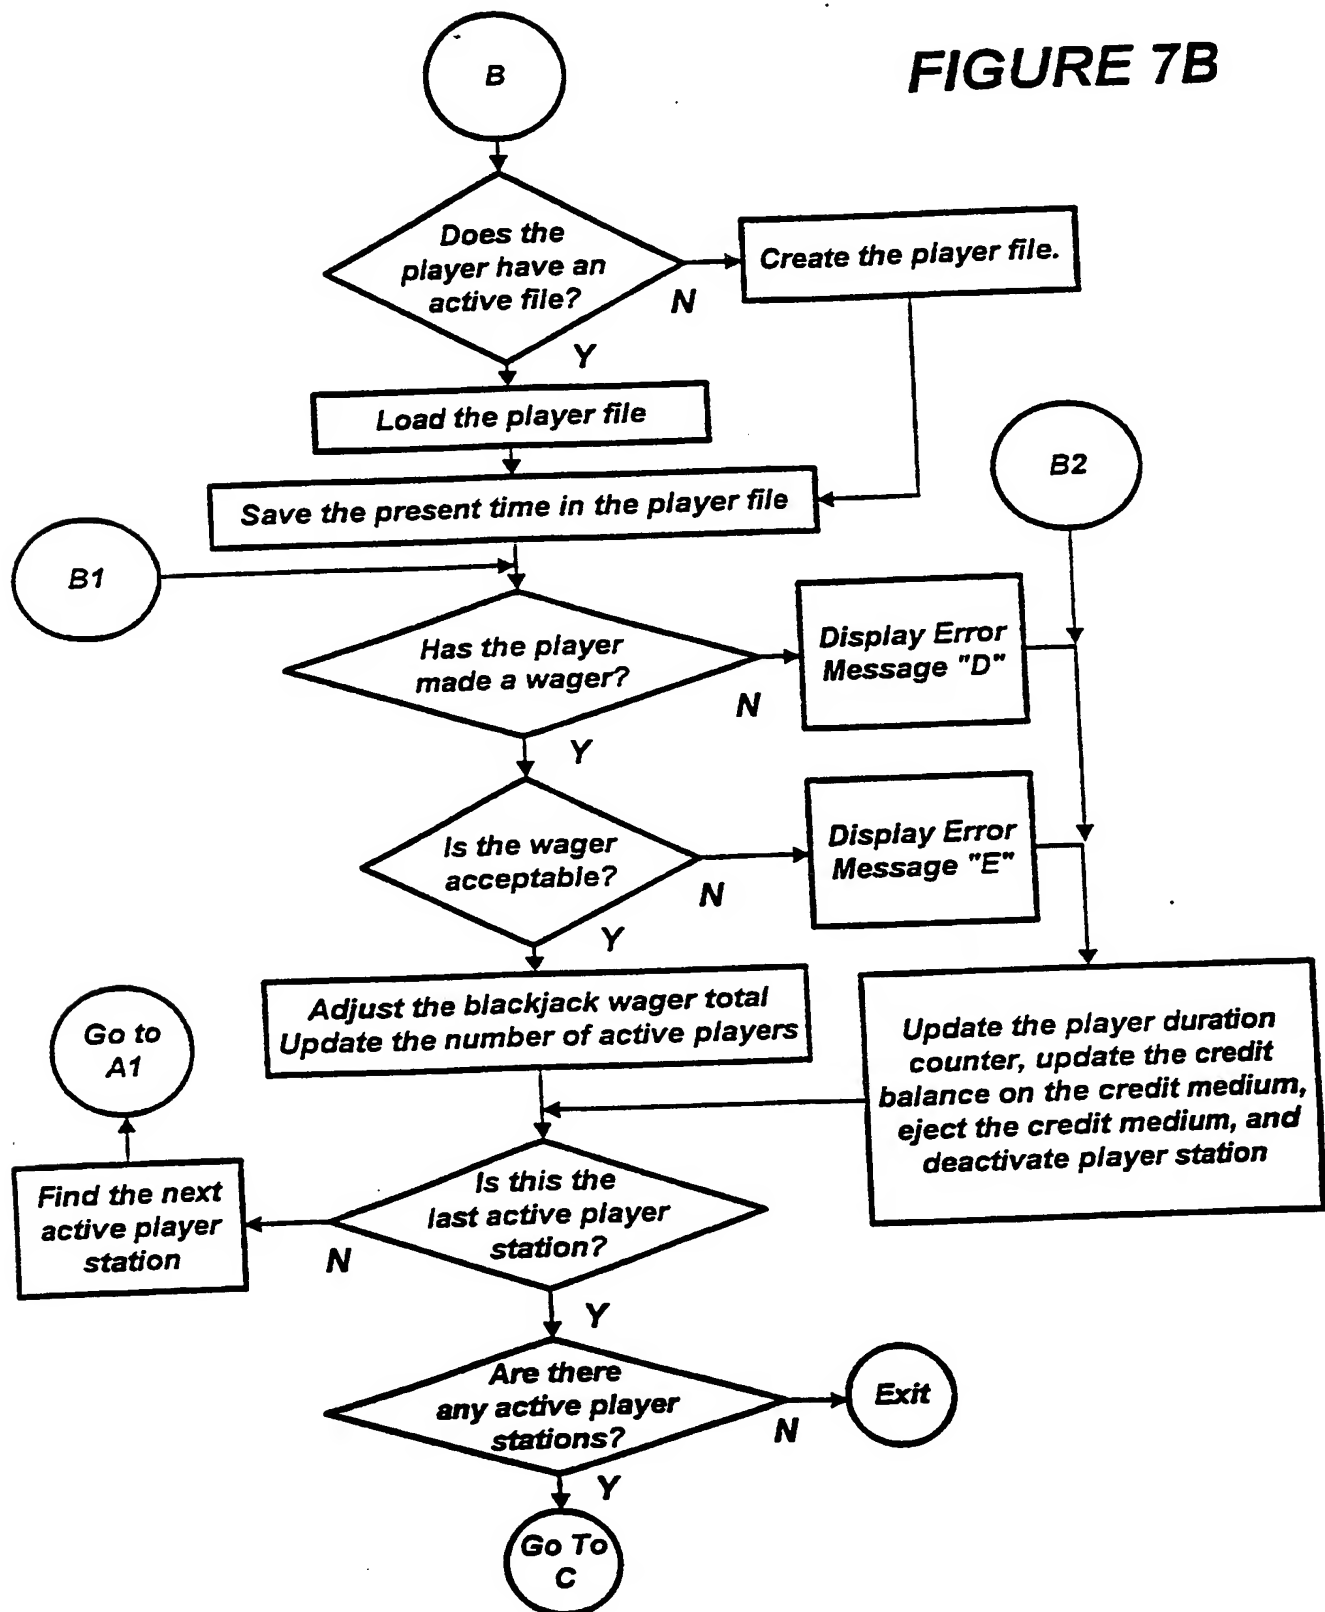 FIGURE 7B
B
Does the
player have an
active file?
N
Create the player file.
Y
Load the player file
B2
Save the present time in the player file
B1
Has the player
made a wager?
N
Display Error
Message "D"
Y
Is the wager
acceptable?
N
Display Error
Message "E"
Y
Adjust the blackjack wager total
Update the number of active players
Go to
A1
Update the player duration
counter, update the credit
balance on the credit medium,
eject the credit medium, and
deactivate player station
Is this the
last active player
station?
N
Find the next
active player
station
Y
Are there
any active player
stations?
N
Exit
Y
Go To
C